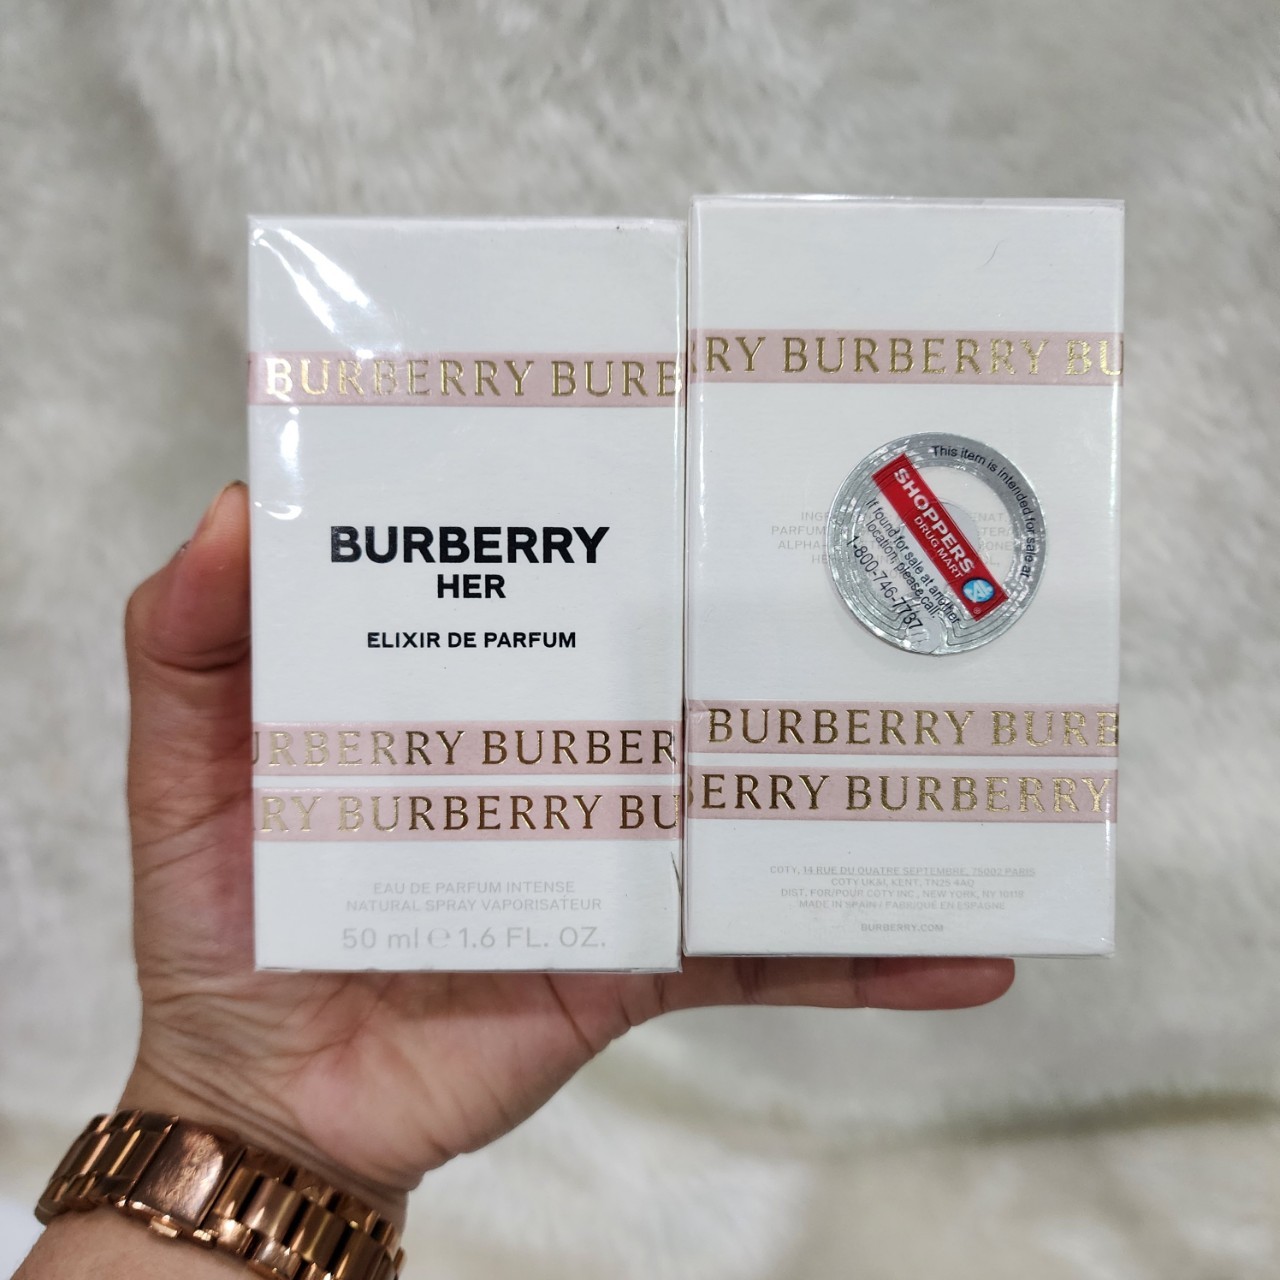 BURBERRY BURB
BURBERRY
HER
ELIXIR DE PARFUM
URBERRY BURBER
RY BURBERRY BU
EAU DE PARFUM INTENSE
NATURAL SPRAY VAPORISATEUR
50 ml ℮ 1.6 FL. OZ.
RRY BURBERRY BU
This item is intended for sale at
SHOPPERS
DRUG MART
If found for sale at another
location, please call:
1-800-746-7737
BURBERRY BURB
BERRY BURBERRY
COTY, 14 RUE DU QUATRE SEPTEMBRE, 75002 PARIS
COTY UK&I, KENT, TN25 4AQ
DIST. FOR/POUR COTY INC., NEW YORK, NY 10118
MADE IN SPAIN / FABRIQUÉ EN ESPAGNE
BURBERRY.COM